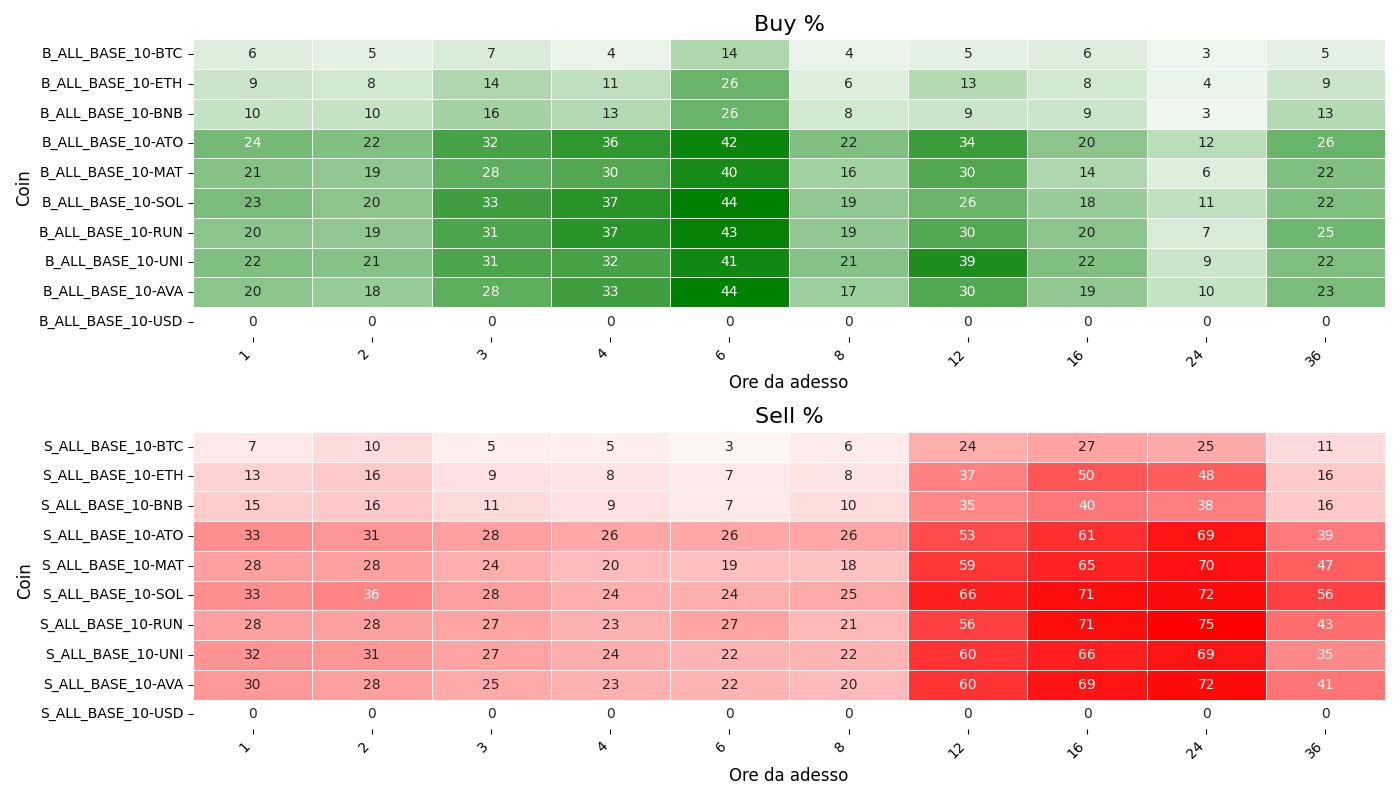 Buy %
Coin
B_ALL_BASE_10-BTC 6 5 7 4 14 4 5 6 3 5
B_ALL_BASE_10-ETH 9 8 14 11 26 6 13 8 4 9
B_ALL_BASE_10-BNB 10 10 16 13 26 8 9 9 3 13
B_ALL_BASE_10-ATO 24 22 32 36 42 22 34 20 12 26
B_ALL_BASE_10-MAT 21 19 28 30 40 16 30 14 6 22
B_ALL_BASE_10-SOL 23 20 33 37 44 19 26 18 11 22
B_ALL_BASE_10-RUN 20 19 31 37 43 19 30 20 7 25
B_ALL_BASE_10-UNI 22 21 31 32 41 21 39 22 9 22
B_ALL_BASE_10-AVA 20 18 28 33 44 17 30 19 10 23
B_ALL_BASE_10-USD 0 0 0 0 0 0 0 0 0 0
1 2 3 4 6 8 12 16 24 36
Ore da adesso
Sell %
Coin
S_ALL_BASE_10-BTC 7 10 5 5 3 6 24 27 25 11
S_ALL_BASE_10-ETH 13 16 9 8 7 8 37 50 48 16
S_ALL_BASE_10-BNB 15 16 11 9 7 10 35 40 38 16
S_ALL_BASE_10-ATO 33 31 28 26 26 26 53 61 69 39
S_ALL_BASE_10-MAT 28 28 24 20 19 18 59 65 70 47
S_ALL_BASE_10-SOL 33 36 28 24 24 25 66 71 72 56
S_ALL_BASE_10-RUN 28 28 27 23 27 21 56 71 75 43
S_ALL_BASE_10-UNI 32 31 27 24 22 22 60 66 69 35
S_ALL_BASE_10-AVA 30 28 25 23 22 20 60 69 72 41
S_ALL_BASE_10-USD 0 0 0 0 0 0 0 0 0 0
1 2 3 4 6 8 12 16 24 36
Ore da adesso